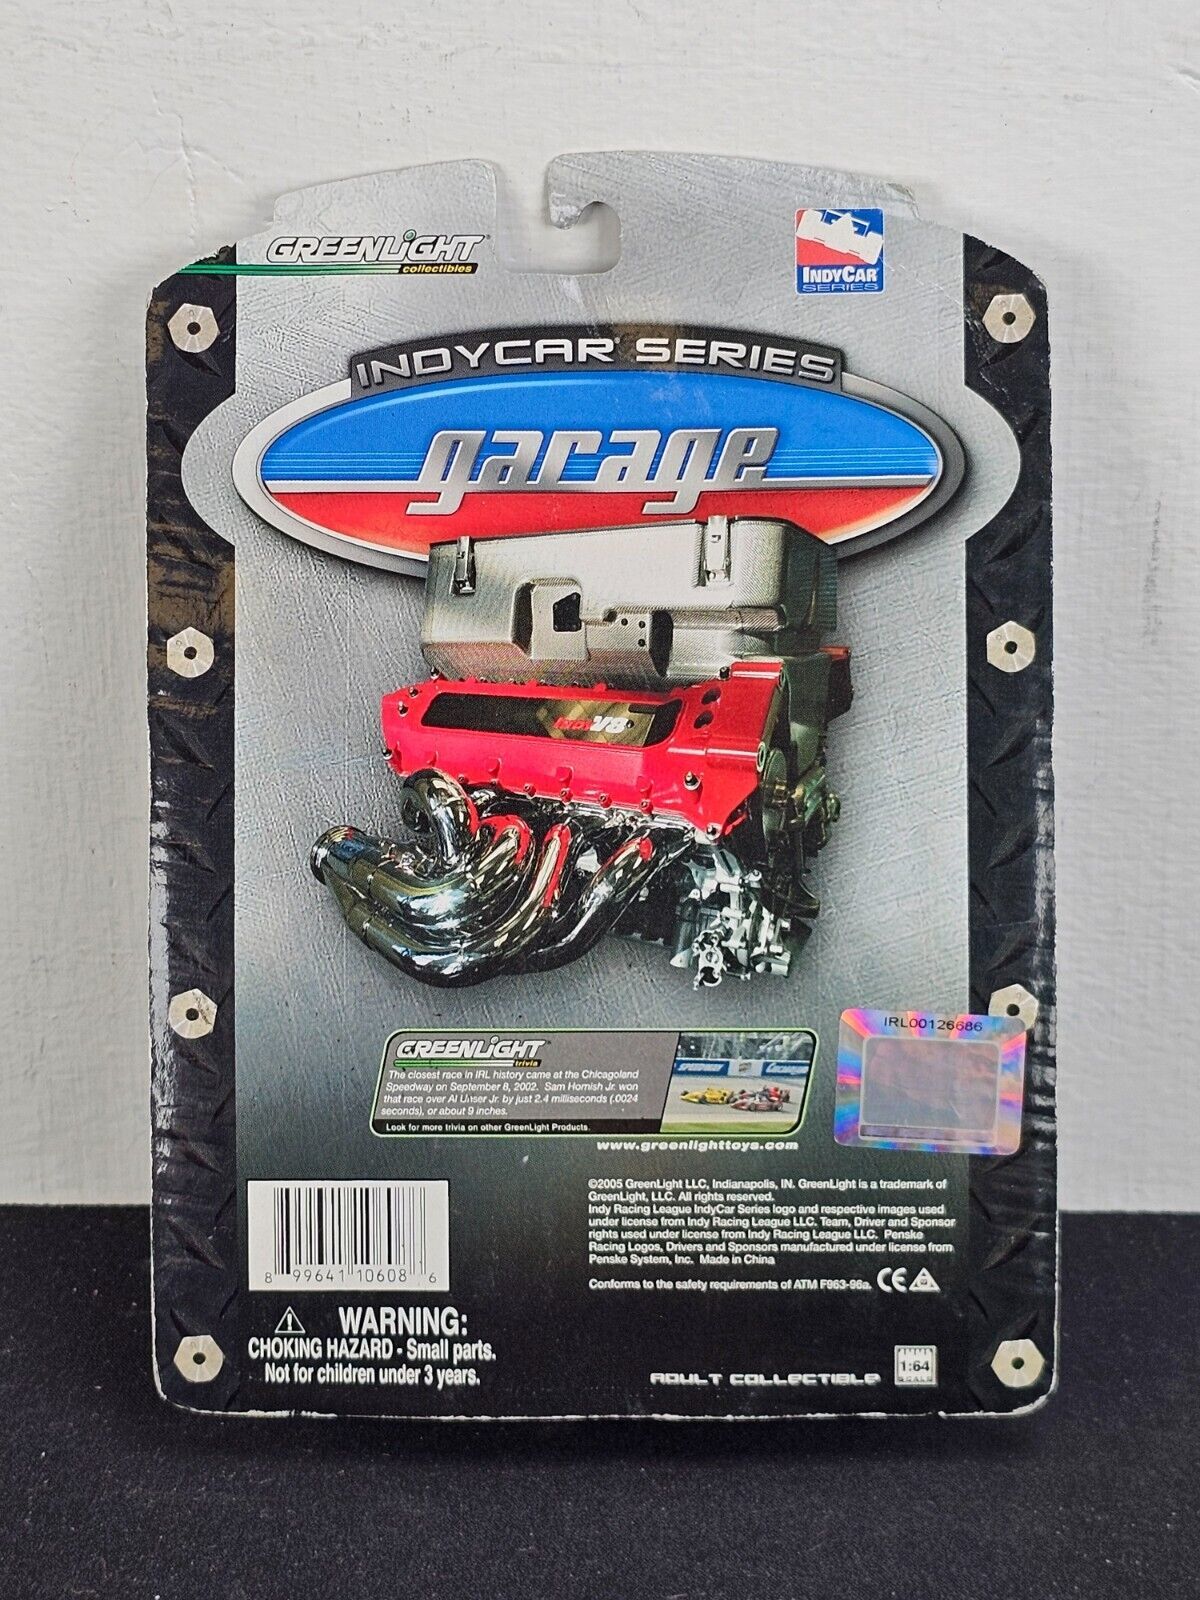 GREENLIGHT
collectibles
INDYCAR
SERIES
INDYCAR SERIES
garage
V8
IRL00126686
GREENLIGHT
trivia
The closest race in IRL history came at the Chicagoland
Speedway on September 8, 2002. Sam Hornish Jr. won
that race over Al Unser Jr. by just 2.4 milliseconds (.0024
seconds), or about 9 inches.
Look for more trivia on other GreenLight Products.
www.greenlighttoys.com
©2005 GreenLight LLC, Indianapolis, IN. GreenLight is a trademark of
GreenLight, LLC. All rights reserved.
Indy Racing League IndyCar Series logo and respective images used
under license from Indy Racing League LLC. Team, Driver and Sponsor
rights used under license from Indy Racing League LLC. Penske
Racing Logos, Drivers and Sponsors manufactured under license from
Penske System, Inc. Made in China
Conforms to the safety requirements of ATM F963-96a. CE
8 99641 10608 6
WARNING:
CHOKING HAZARD - Small parts.
Not for children under 3 years.
ADULT COLLECTIBLE
1:64
SCALE